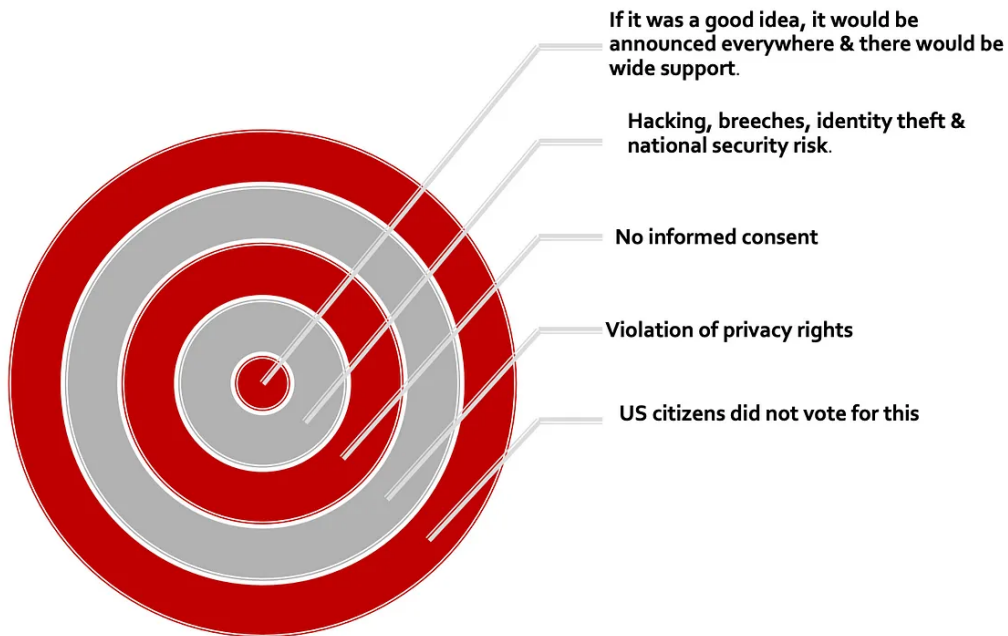 If it was a good idea, it would be
announced everywhere & there would be
wide support.
Hacking, breeches, identity theft &
national security risk.
No informed consent
Violation of privacy rights
US citizens did not vote for this